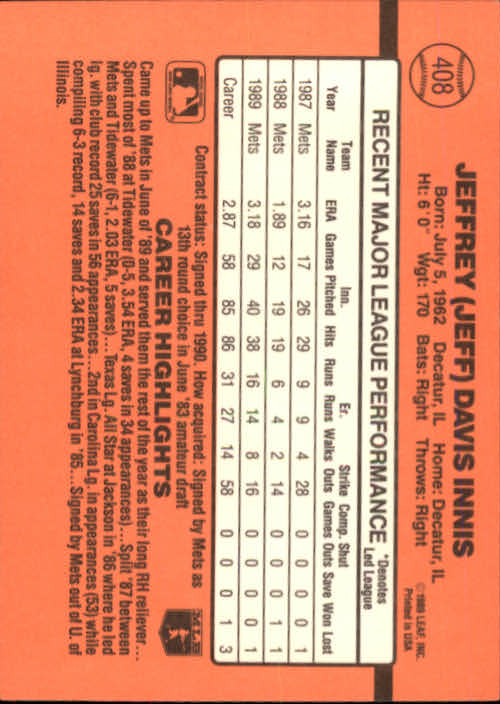 408
JEFFREY (JEFF) DAVIS INNIS
©1989 LEAF, INC.
Printed in USA
Born: July 5, 1962 Decatur, IL Home: Decatur, IL
Ht: 6'0" Wgt: 170 Bats: Right Throws: Right
RECENT MAJOR LEAGUE PERFORMANCE *Denotes Led League
Year Team Name ERA Games Inn. Pitched Hits Runs Er. Runs Walks Strike Outs Comp. Games Shut Outs Save Won Lost
1987 Mets 3.16 17 26 29 9 9 4 28 0 0 0 0 1
1988 Mets 1.89 12 19 19 6 4 2 14 0 0 0 1 1
1989 Mets 3.18 29 40 38 16 14 8 16 0 0 0 0 1
Career 2.87 58 85 86 31 27 14 58 0 0 0 1 3
Contract status: Signed thru 1990. How acquired: Signed by Mets as
13th round choice in June '83 amateur draft
CAREER HIGHLIGHTS
MLB
Came up to Mets in June of '89 and served them the rest of the year as their long RH reliever...
Spent most of '88 at Tidewater (0-5, 3.54 ERA, 4 saves in 34 appearances)... Split '87 between
Mets and Tidewater (6-1, 2.03 ERA, 5 saves)... Texas Lg. All Star at Jackson in '86 where he led
lg. with club record 25 saves in 56 appearances...2nd in Carolina Lg. in appearances (53) while
compiling 6-3 record, 14 saves and 2.34 ERA at Lynchburg in '85... Signed by Mets out of U. of
Illinois.